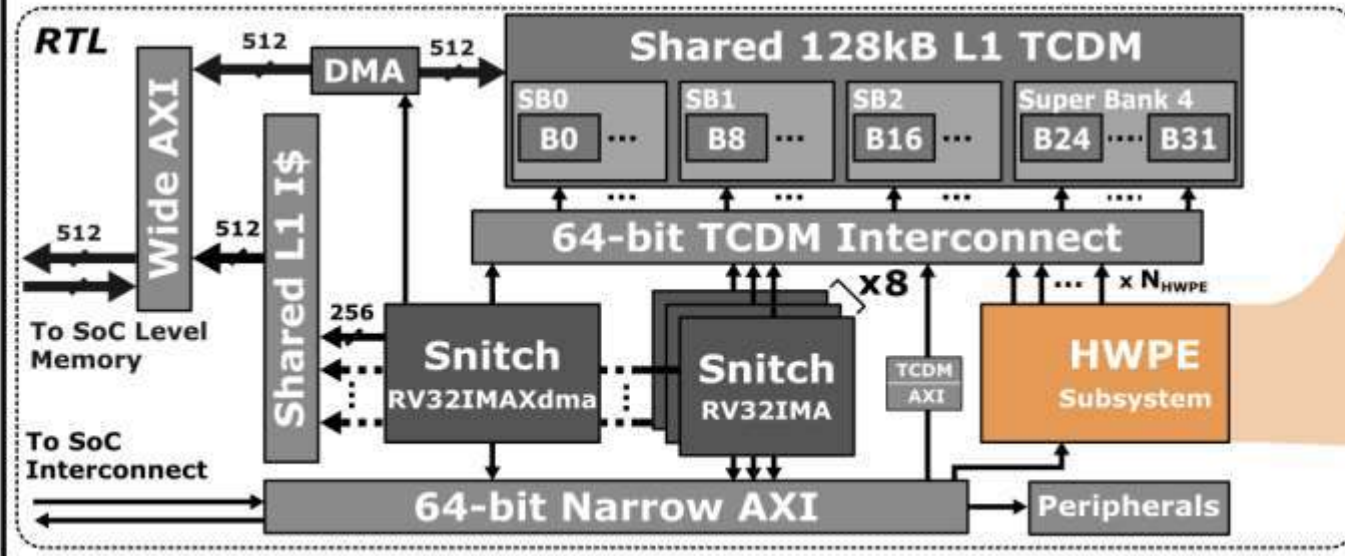 RTL
512
DMA
512
Shared 128kB L1 TCDM
SB0
B0 ...
SB1
B8 ...
SB2
B16 ...
Super Bank 4
B24 ..... B31
Wide AXI
Shared L1 I$
... ... ... .....
64-bit TCDM Interconnect
512
512
To SoC Level
Memory
256
Snitch
RV32IMAXdma
x8
Snitch
RV32IMA
TCDM
AXI
... x N HWPE
HWPE
Subsystem
To SoC
Interconnect
64-bit Narrow AXI
Peripherals